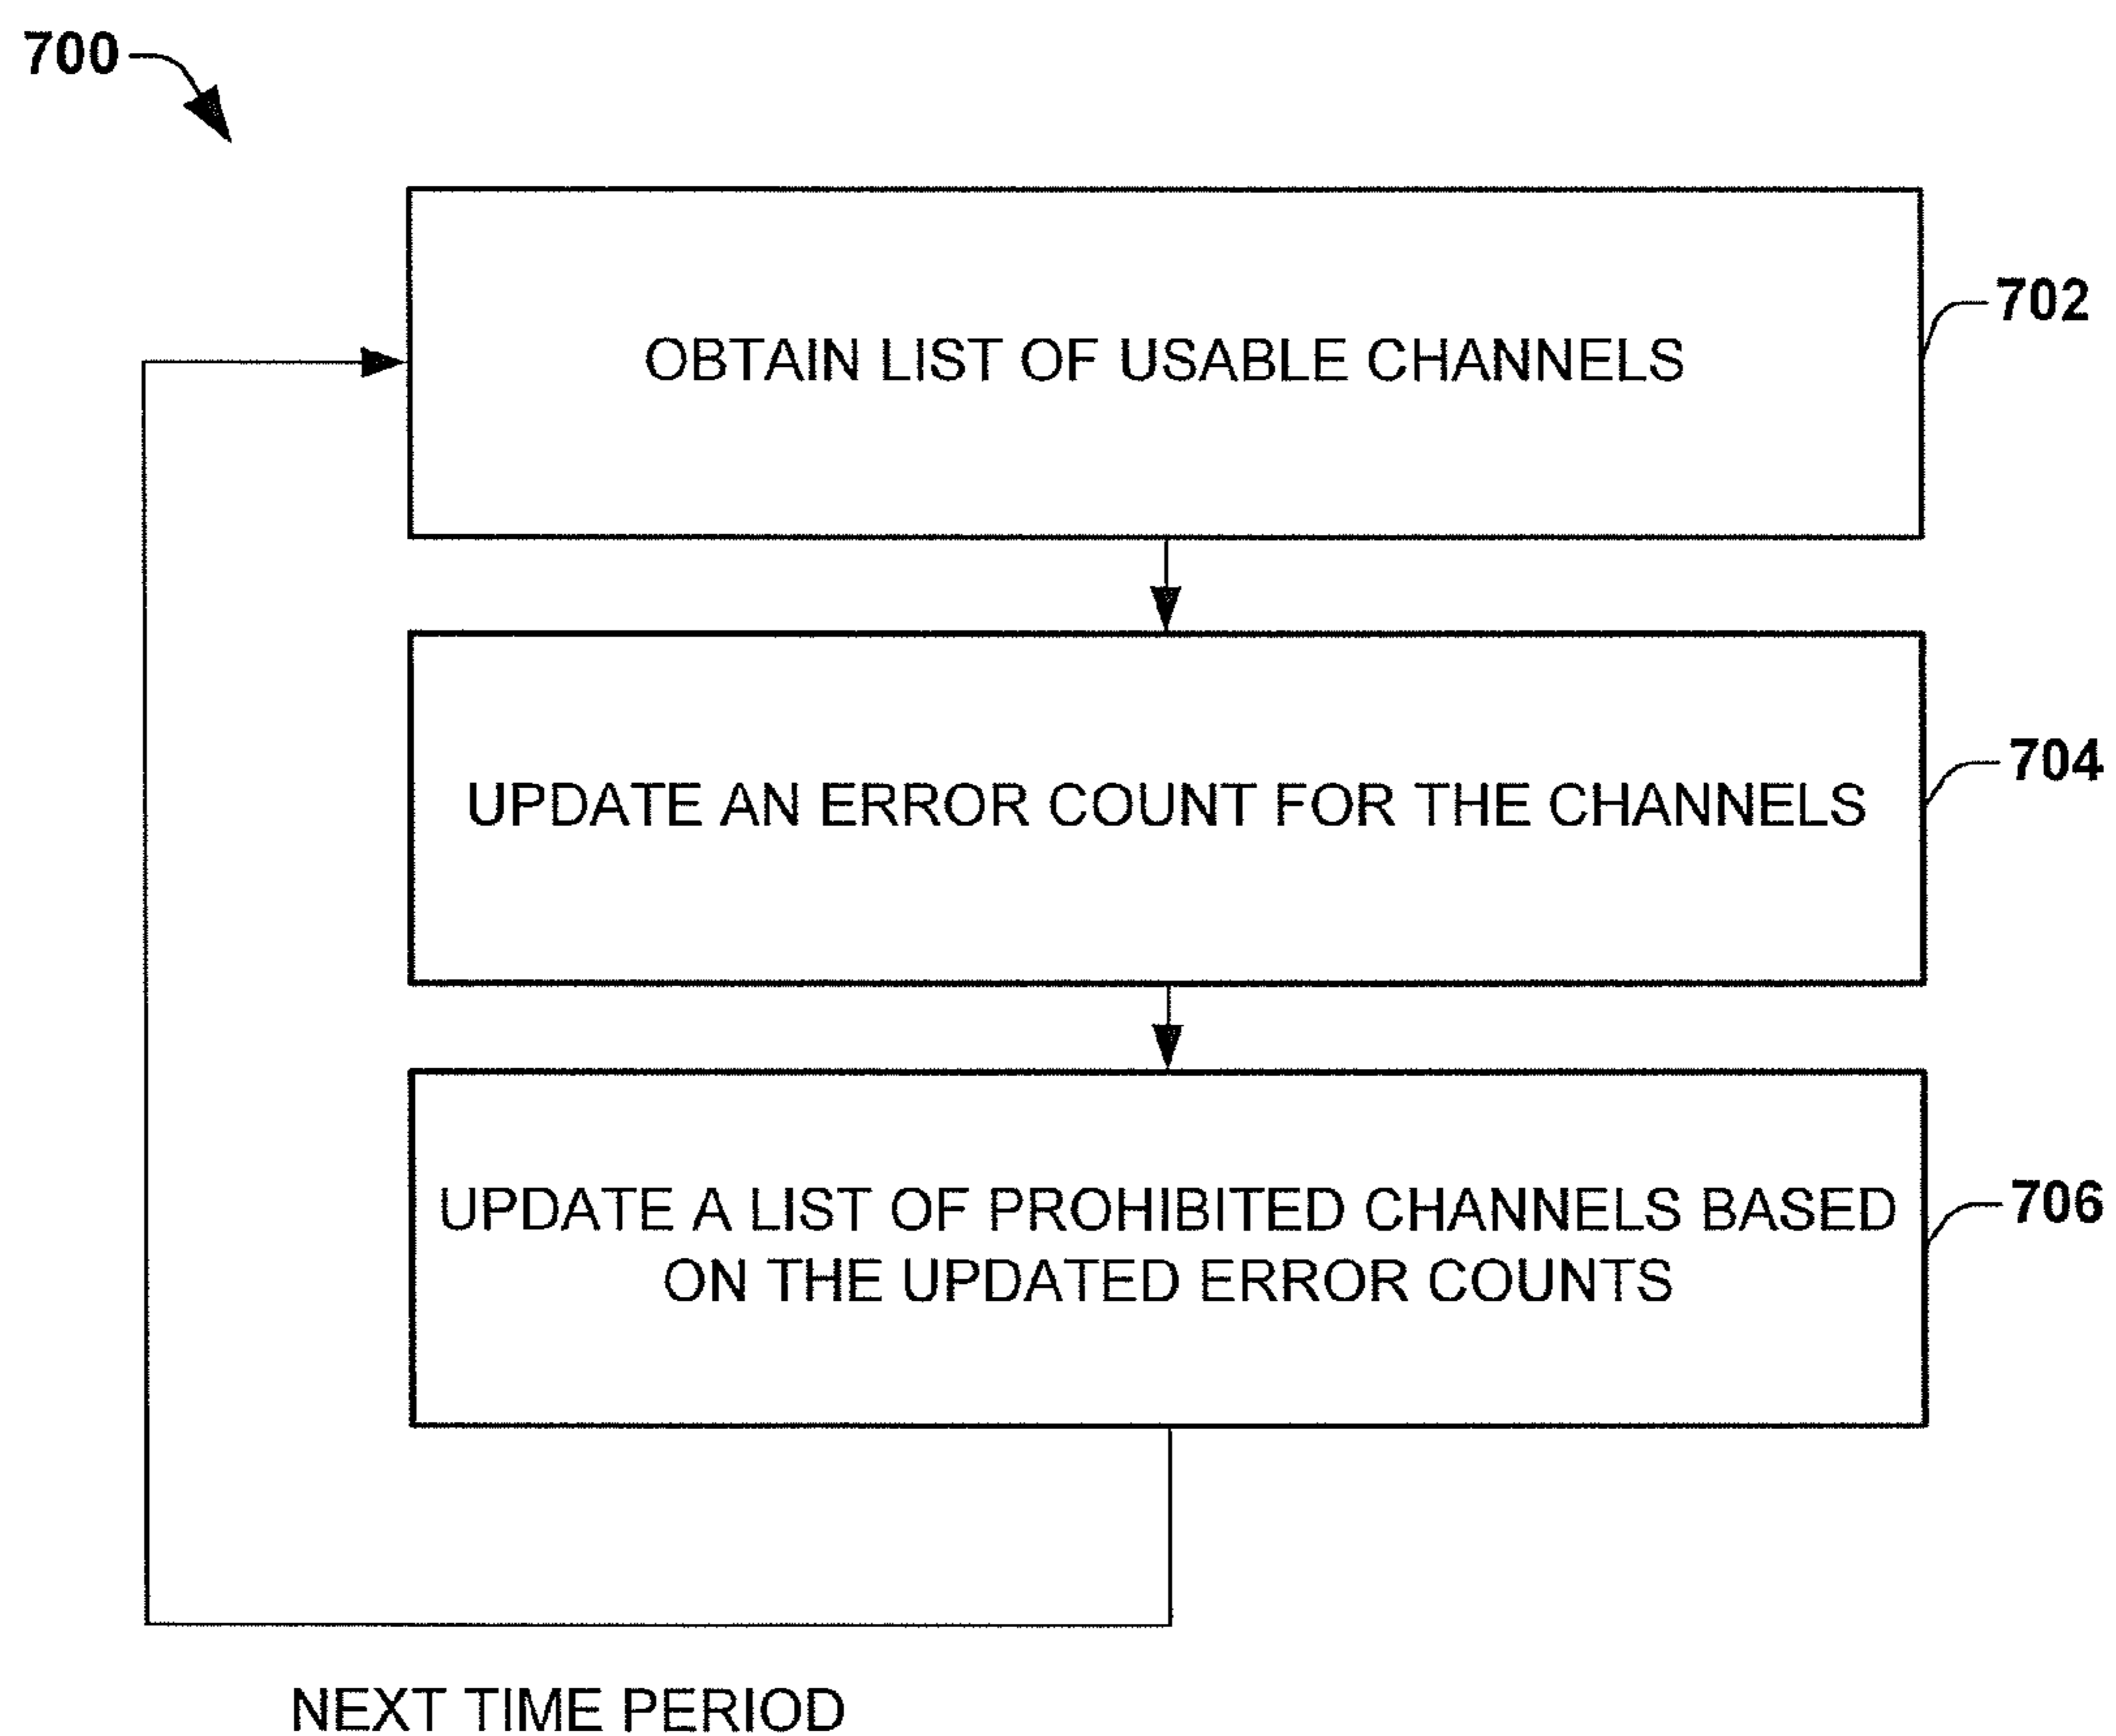 700
OBTAIN LIST OF USABLE CHANNELS
702
UPDATE AN ERROR COUNT FOR THE CHANNELS
704
UPDATE A LIST OF PROHIBITED CHANNELS BASED
ON THE UPDATED ERROR COUNTS
706
NEXT TIME PERIOD